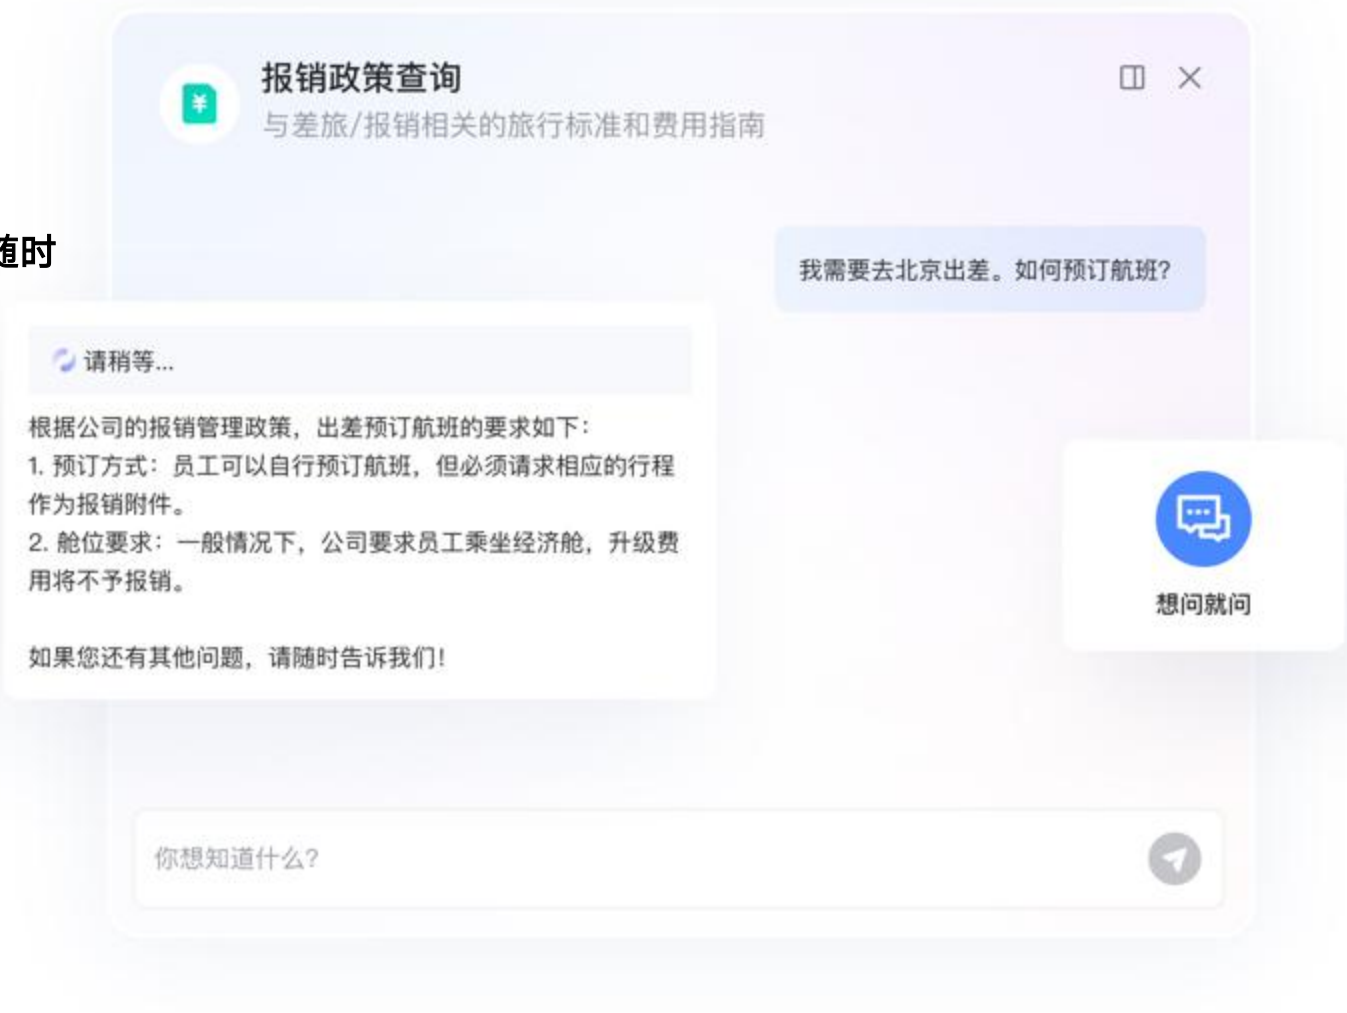 报销政策查询
与差旅/报销相关的旅行标准和费用指南
随时
我需要去北京出差。如何预订航班?
请稍等...
根据公司的报销管理政策，出差预订航班的要求如下：
1. 预订方式：员工可以自行预订航班，但必须请求相应的行程
作为报销附件。
2. 舱位要求：一般情况下，公司要求员工乘坐经济舱，升级费
用将不予报销。
如果您还有其他问题，请随时告诉我们！
想问就问
你想知道什么?